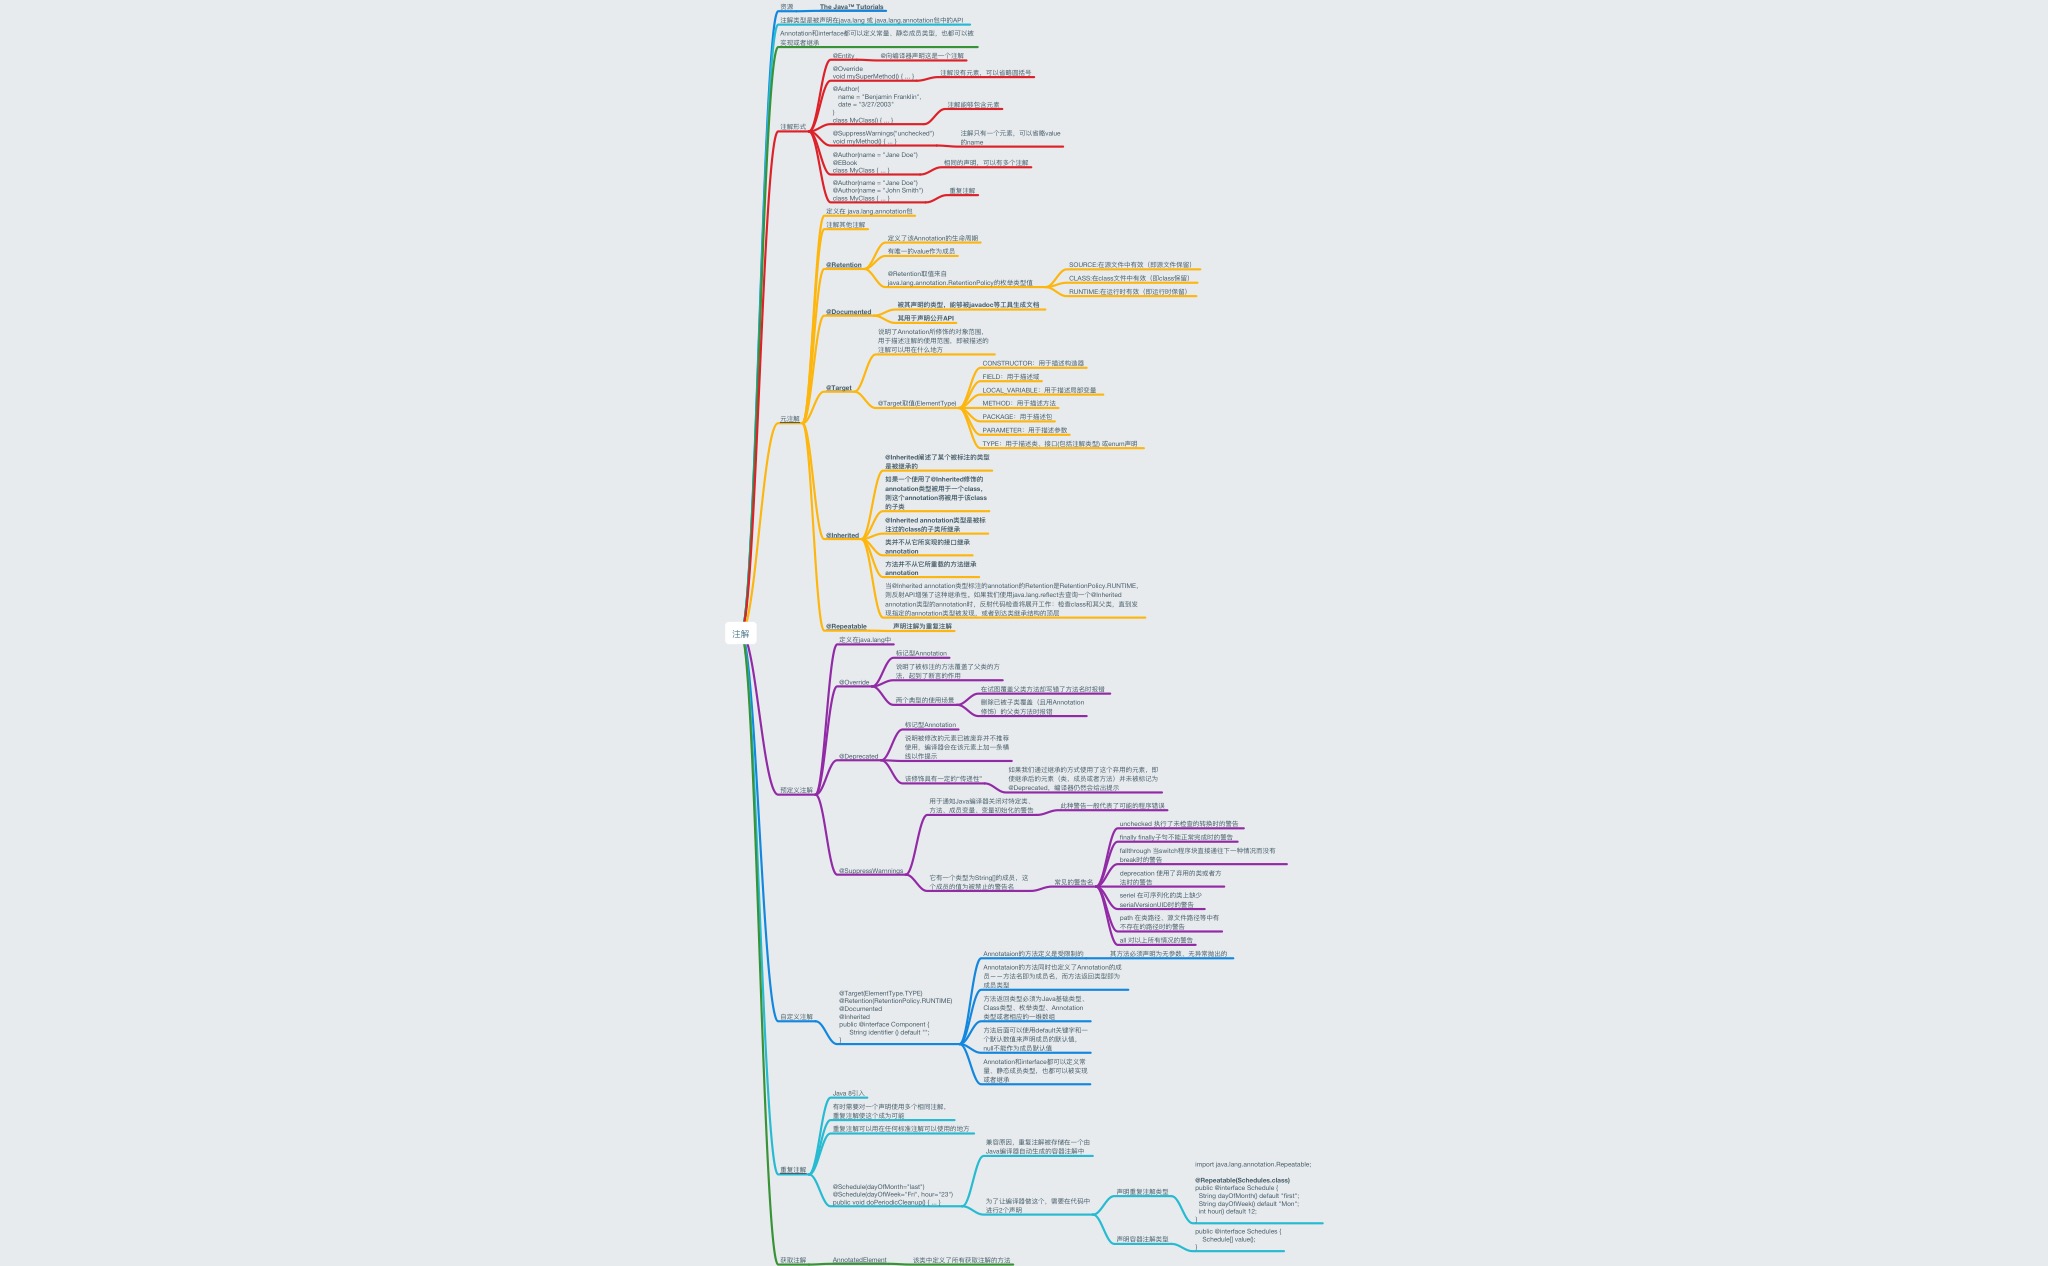 资源
The Java™ Tutorials
注解类型是被声明在java.lang 或 java.lang.annotation包中的API
Annotation和interface都可以定义常量、静态成员类型，也都可以被
实现或者继承
注解形式
@Entity
@向编译器声明这是一个注解
@Override
void mySuperMethod() { ... }
注解没有元素，可以省略圆括号
@Author(
name = "Benjamin Franklin",
date = "3/27/2003"
)
class MyClass() { ... }
注解能够包含元素
@SuppressWarnings("unchecked")
void myMethod() { ... }
注解只有一个元素，可以省略value
的name
@Author(name = "Jane Doe")
@EBook
class MyClass { ... }
相同的声明，可以有多个注解
@Author(name = "Jane Doe")
@Author(name = "John Smith")
class MyClass { ... }
重复注解
元注解
定义在 java.lang.annotation包
注解其他注解
@Retention
定义了该Annotation的生命周期
有唯一的value作为成员
@Retention取值来自
java.lang.annotation.RetentionPolicy的枚举类型值
SOURCE:在源文件中有效（即源文件保留）
CLASS:在class文件中有效（即class保留）
RUNTIME:在运行时有效（即运行时保留）
@Documented
被其声明的类型，能够被javadoc等工具生成文档
其用于声明公开API
@Target
说明了Annotation所修饰的对象范围，
用于描述注解的使用范围，即被描述的
注解可以用在什么地方
@Target取值(ElementType)
CONSTRUCTOR：用于描述构造器
FIELD：用于描述域
LOCAL_VARIABLE：用于描述局部变量
METHOD：用于描述方法
PACKAGE：用于描述包
PARAMETER：用于描述参数
TYPE：用于描述类、接口(包括注解类型) 或enum声明
@Inherited
@Inherited阐述了某个被标注的类型
是被继承的
如果一个使用了@Inherited修饰的
annotation类型被用于一个class，
则这个annotation将被用于该class
的子类
@Inherited annotation类型是被标
注过的class的子类所继承
类并不从它所实现的接口继承
annotation
方法并不从它所重载的方法继承
annotation
当@Inherited annotation类型标注的annotation的Retention是RetentionPolicy.RUNTIME，
则反射API增强了这种继承性。如果我们使用java.lang.reflect去查询一个@Inherited
annotation类型的annotation时，反射代码检查将展开工作：检查class和其父类，直到发
现指定的annotation类型被发现，或者到达类继承结构的顶层
@Repeatable
声明注解为重复注解
注解
预定义注解
定义在java.lang中
@Override
标记型Annotation
说明了被标注的方法覆盖了父类的方
法，起到了断言的作用
两个典型的使用场景
在试图覆盖父类方法却写错了方法名时报错
删除已被子类覆盖（且用Annotation
修饰）的父类方法时报错
@Deprecated
标记型Annotation
说明被修改的元素已被废弃并不推荐
使用，编译器会在该元素上加一条横
线以作提示
该修饰具有一定的“传递性”
如果我们通过继承的方式使用了这个弃用的元素，即
使继承后的元素（类，成员或者方法）并未被标记为
@Deprecated，编译器仍然会给出提示
@SuppressWarnnings
用于通知Java编译器关闭对特定类、
方法、成员变量、变量初始化的警告
此种警告一般代表了可能的程序错误
它有一个类型为String[]的成员，这
个成员的值为被禁止的警告名
常见的警告名
unchecked 执行了未检查的转换时的警告
finally finally子句不能正常完成时的警告
fallthrough 当switch程序块直接通往下一种情况而没有
break时的警告
deprecation 使用了弃用的类或者方
法时的警告
seriel 在可序列化的类上缺少
serialVersionUID时的警告
path 在类路径、源文件路径等中有
不存在的路径时的警告
all 对以上所有情况的警告
自定义注解
@Target(ElementType.TYPE)
@Retention(RetentionPolicy.RUNTIME)
@Documented
@Inherited
public @interface Component {
String identifier () default "";
}
Annotataion的方法定义是受限制的
其方法必须声明为无参数、无异常抛出的
Annotataion的方法同时也定义了Annotation的成
员－－方法名即为成员名，而方法返回类型即为
成员类型
方法返回类型必须为Java基础类型、
Class类型、枚举类型、Annotation
类型或者相应的一维数组
方法后面可以使用default关键字和一
个默认数值来声明成员的默认值，
null不能作为成员默认值
Annotation和interface都可以定义常
量、静态成员类型，也都可以被实现
或者继承
重复注解
Java 8引入
有时需要对一个声明使用多个相同注解，
重复注解使这个成为可能
重复注解可以用在任何标准注解可以使用的地方
@Schedule(dayOfMonth="last")
@Schedule(dayOfWeek="Fri", hour="23")
public void doPeriodicCleanup() { ... }
兼容原因，重复注解被存储在一个由
Java编译器自动生成的容器注解中
为了让编译器做这个，需要在代码中
进行2个声明
声明重复注解类型
import java.lang.annotation.Repeatable;
@Repeatable(Schedules.class)
public @interface Schedule {
String dayOfMonth() default "first";
String dayOfWeek() default "Mon";
int hour() default 12;
}
声明容器注解类型
public @interface Schedules {
Schedule[] value();
}
获取注解
AnnotatedElement
该类中定义了所有获取注解的方法